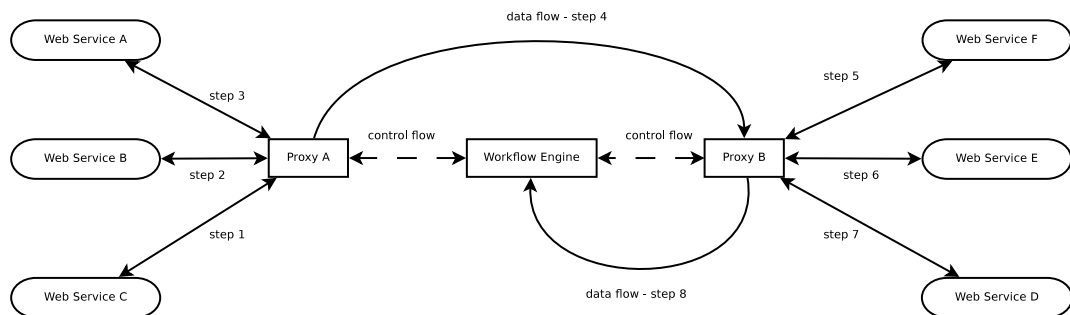 data flow - step 4
Web Service A
Web Service F
step 5
step 3
control flow
control flow
Web Service B
Proxy A
Workflow Engine
Proxy B
Web Service E
step 2
step 6
step 1
step 7
data flow - step 8
Web Service C
Web Service D